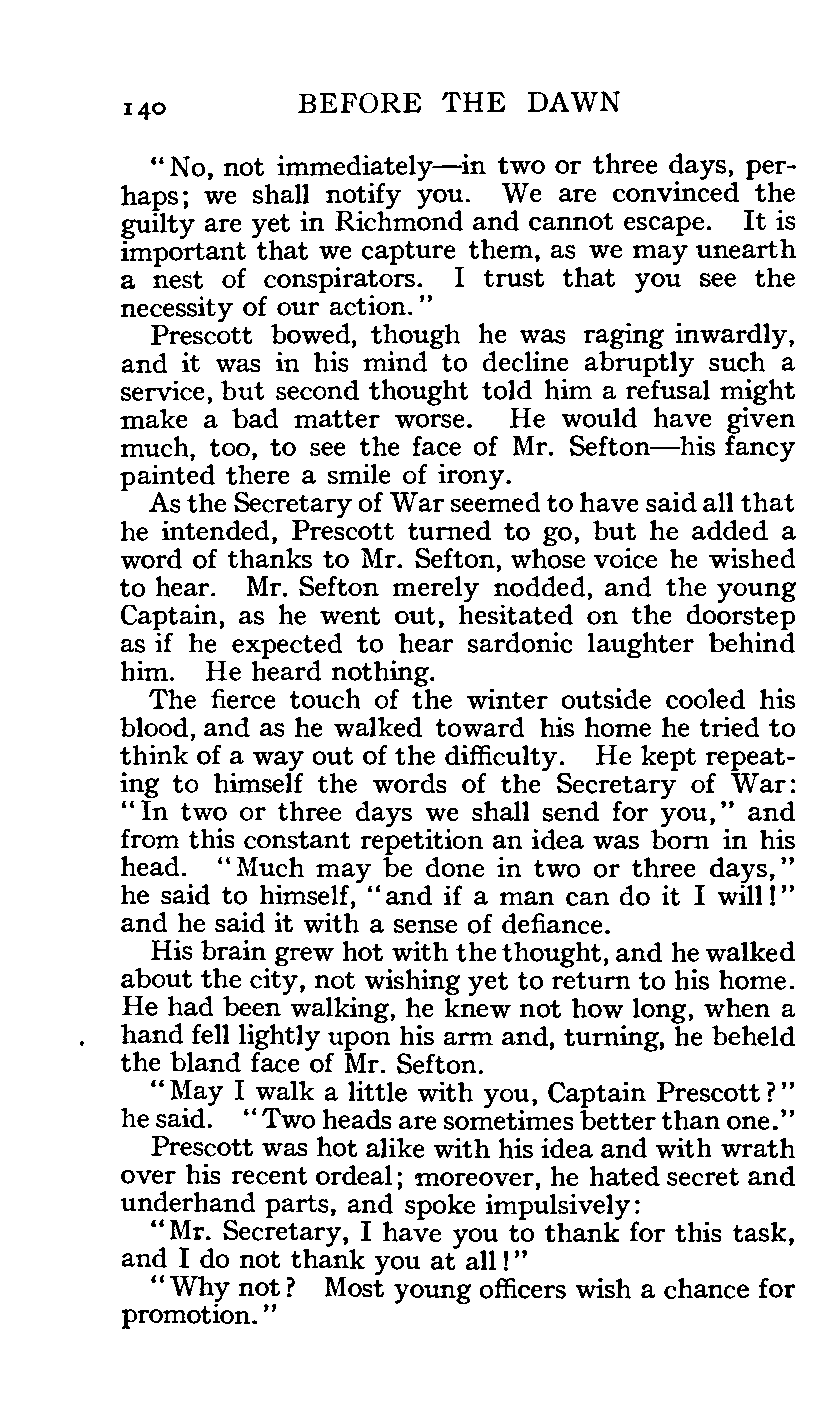 140 BEFORE THE DAWN
"No, not immediately—in two or three days, per-
haps; we shall notify you. We are convinced the
guilty are yet in Richmond and cannot escape. It is
important that we capture them, as we may unearth
a nest of conspirators. I trust that you see the
necessity of our action."
Prescott bowed, though he was raging inwardly,
and it was in his mind to decline abruptly such a
service, but second thought told him a refusal might
make a bad matter worse. He would have given
much, too, to see the face of Mr. Sefton—his fancy
painted there a smile of irony.
As the Secretary of War seemed to have said all that
he intended, Prescott turned to go, but he added a
word of thanks to Mr. Sefton, whose voice he wished
to hear. Mr. Sefton merely nodded, and the young
Captain, as he went out, hesitated on the doorstep
as if he expected to hear sardonic laughter behind
him. He heard nothing.
The fierce touch of the winter outside cooled his
blood, and as he walked toward his home he tried to
think of a way out of the difficulty. He kept repeat-
ing to himself the words of the Secretary of War:
"In two or three days we shall send for you," and
from this constant repetition an idea was born in his
head. "Much may be done in two or three days,"
he said to himself, "and if a man can do it I will!"
and he said it with a sense of defiance.
His brain grew hot with the thought, and he walked
about the city, not wishing yet to return to his home.
He had been walking, he knew not how long, when a
hand fell lightly upon his arm and, turning, he beheld
the bland face of Mr. Sefton.
"May I walk a little with you, Captain Prescott?"
he said. "Two heads are sometimes better than one."
Prescott was hot alike with his idea and with wrath
over his recent ordeal; moreover, he hated secret and
underhand parts, and spoke impulsively:
"Mr. Secretary, I have you to thank for this task,
and I do not thank you at all!"
"Why not? Most young officers wish a chance for
promotion."